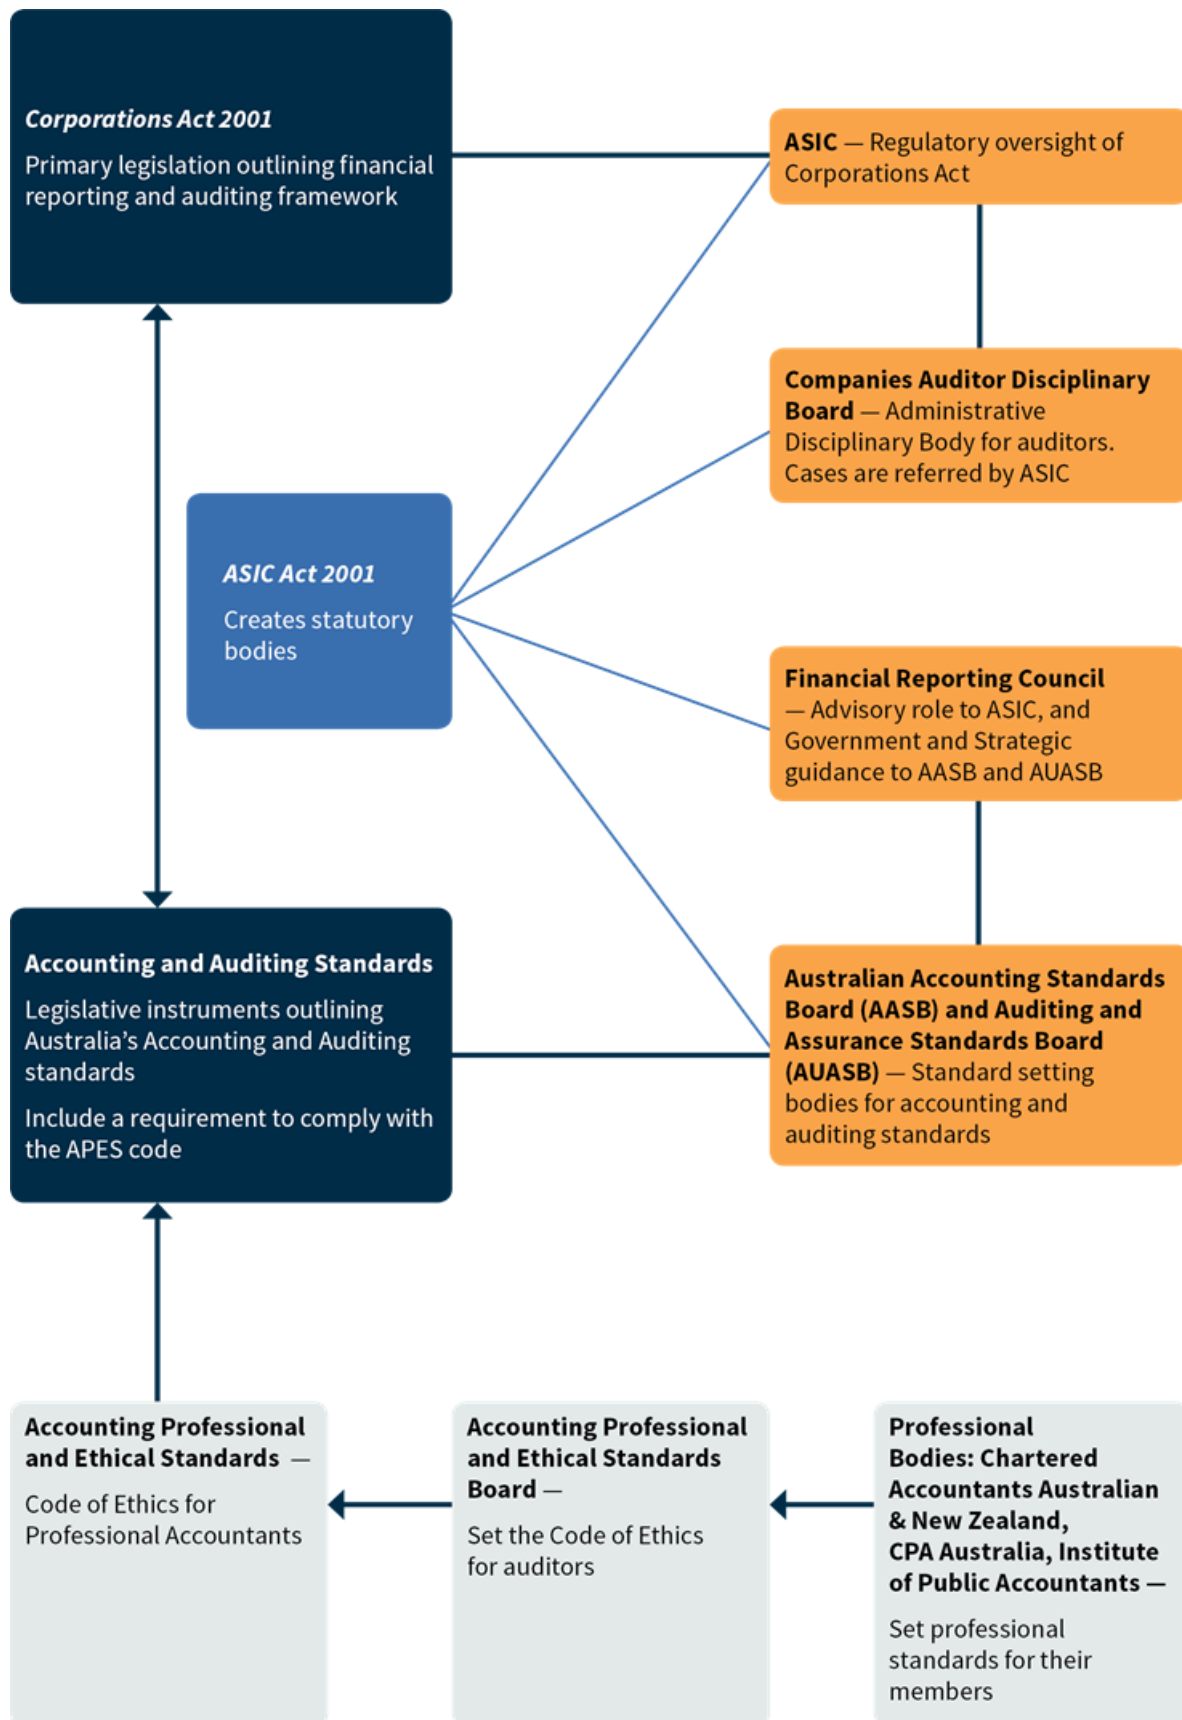 Corporations Act 2001
Primary legislation outlining financial
reporting and auditing framework
ASIC — Regulatory oversight of
Corporations Act
Companies Auditor Disciplinary
Board — Administrative
Disciplinary Body for auditors.
Cases are referred by ASIC
ASIC Act 2001
Creates statutory
bodies
Financial Reporting Council
— Advisory role to ASIC, and
Government and Strategic
guidance to AASB and AUASB
Accounting and Auditing Standards
Legislative instruments outlining
Australia’s Accounting and Auditing
standards
Include a requirement to comply with
the APES code
Australian Accounting Standards
Board (AASB) and Auditing and
Assurance Standards Board
(AUASB) — Standard setting
bodies for accounting and
auditing standards
Accounting Professional
and Ethical Standards —
Code of Ethics for
Professional Accountants
Accounting Professional
and Ethical Standards
Board —
Set the Code of Ethics
for auditors
Professional
Bodies: Chartered
Accountants Australian
& New Zealand,
CPA Australia, Institute
of Public Accountants —
Set professional
standards for their
members